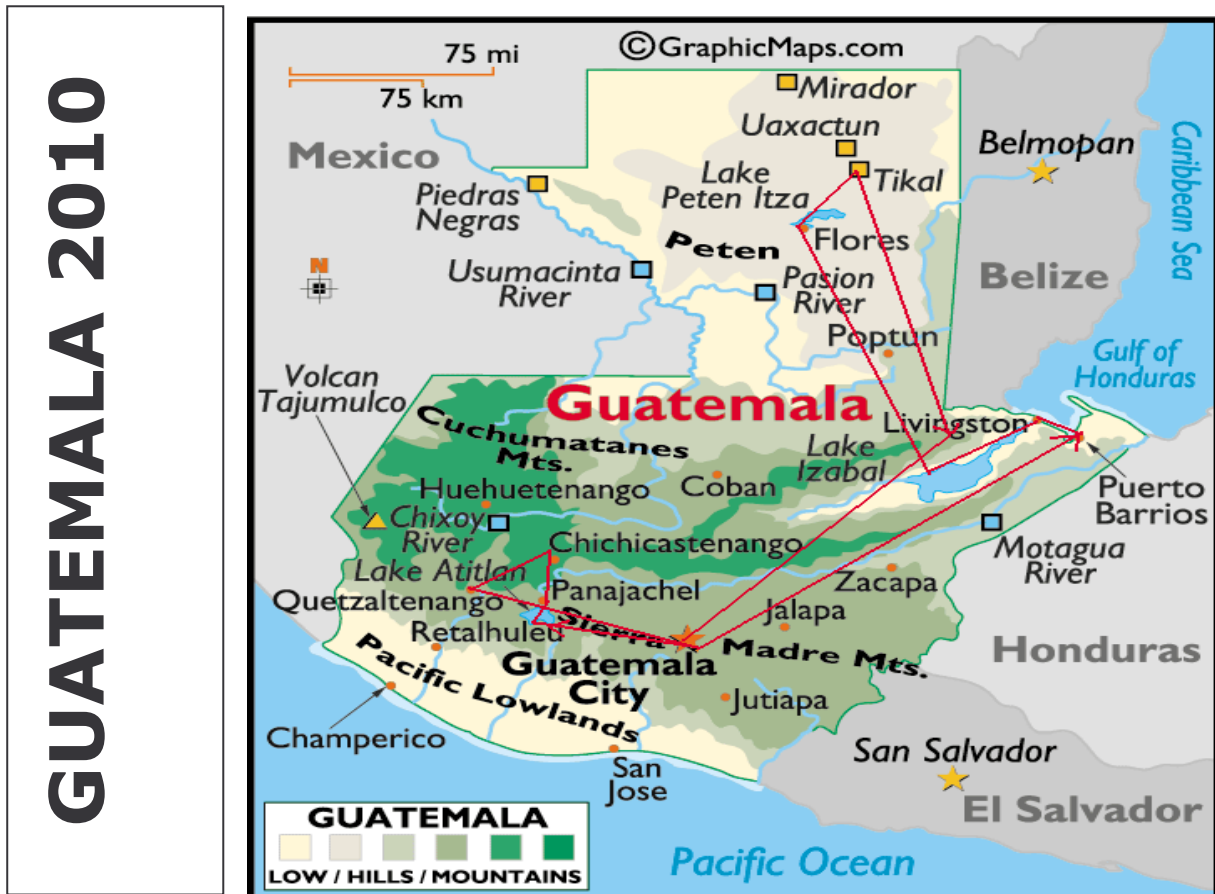 GUATEMALA 2010
©GraphicMaps.com
75 mi
75 km
Mirador
Uaxactun
Tikal
Belmopan
Caribbean Sea
Mexico
Piedras
Negras
Lake
Peten Itza
Flores
Peten
Belize
N
Usumacinta
River
Pasion
River
Poptun
Gulf of
Honduras
Volcan
Tajumulco
Guatemala
Livingston
Cuchumatanes
Mts.
Lake
Izabal
Huehuetenango
Coban
Puerto
Barrios
Chixoy
River
Chichicastenango
Motagua
River
Lake Atitlan
Panajachel
Zacapa
Quetzaltenango
Jalapa
Retalhuleu
Sierra
Madre Mts.
Honduras
Guatemala
City
Pacific Lowlands
Jutiapa
Champerico
San
Jose
San Salvador
El Salvador
GUATEMALA
LOW / HILLS / MOUNTAINS
Pacific Ocean